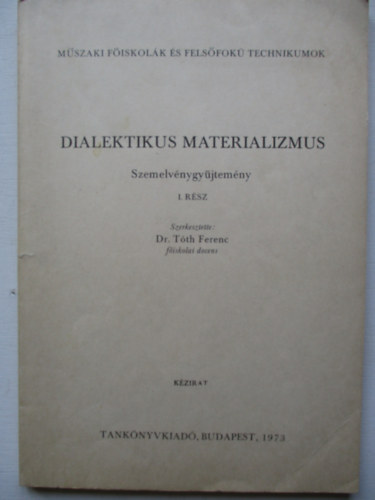 MŰSZAKI FŐISKOLÁK ÉS FELSŐFOKÚ TECHNIKUMOK
DIALEKTIKUS MATERIALIZMUS
Szemelvénygyűjtemény
I. RÉSZ
Szerkesztette:
Dr. Tóth Ferenc
főiskolai docens
KÉZIRAT
TANKÖNYVKIADÓ, BUDAPEST, 1973